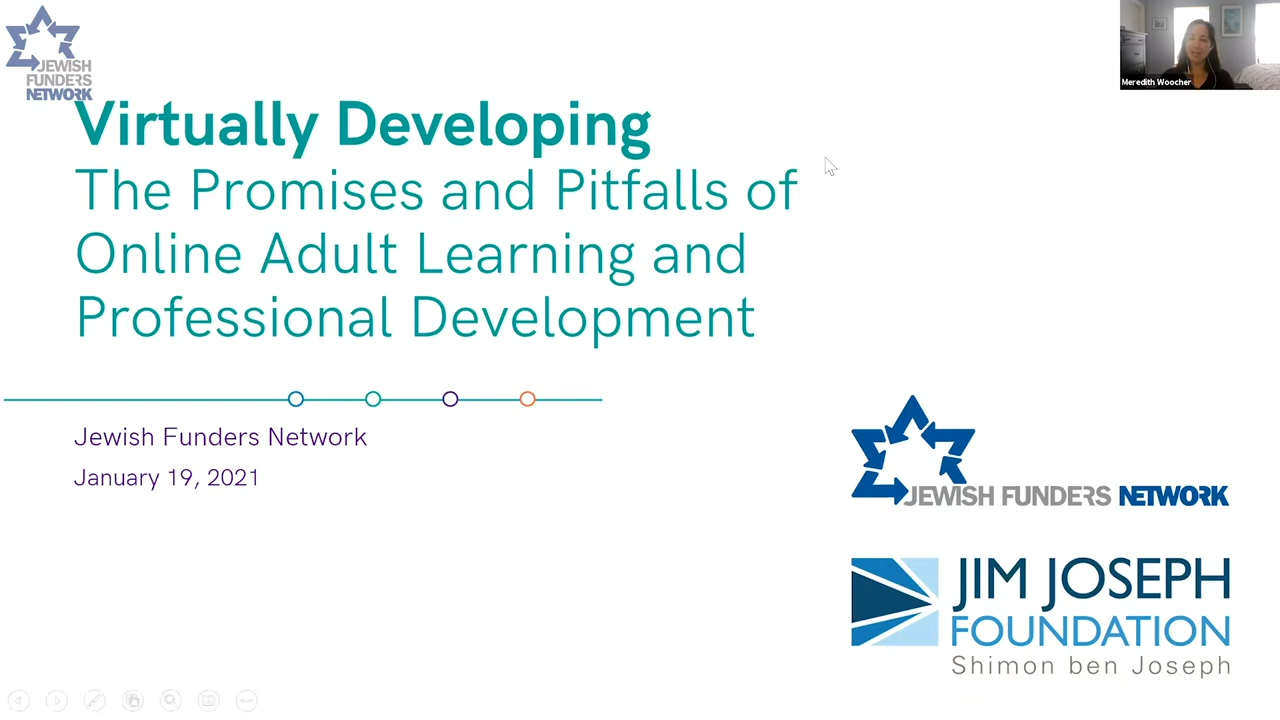 JEWISH
FUNDERS
NETWORK
Meredith Woocher
Virtually Developing
The Promises and Pitfalls of
Online Adult Learning and
Professional Development
Jewish Funders Network
January 19, 2021
JEWISH FUNDERS NETWORK
JIM JOSEPH
FOUNDATION
Shimon ben Joseph